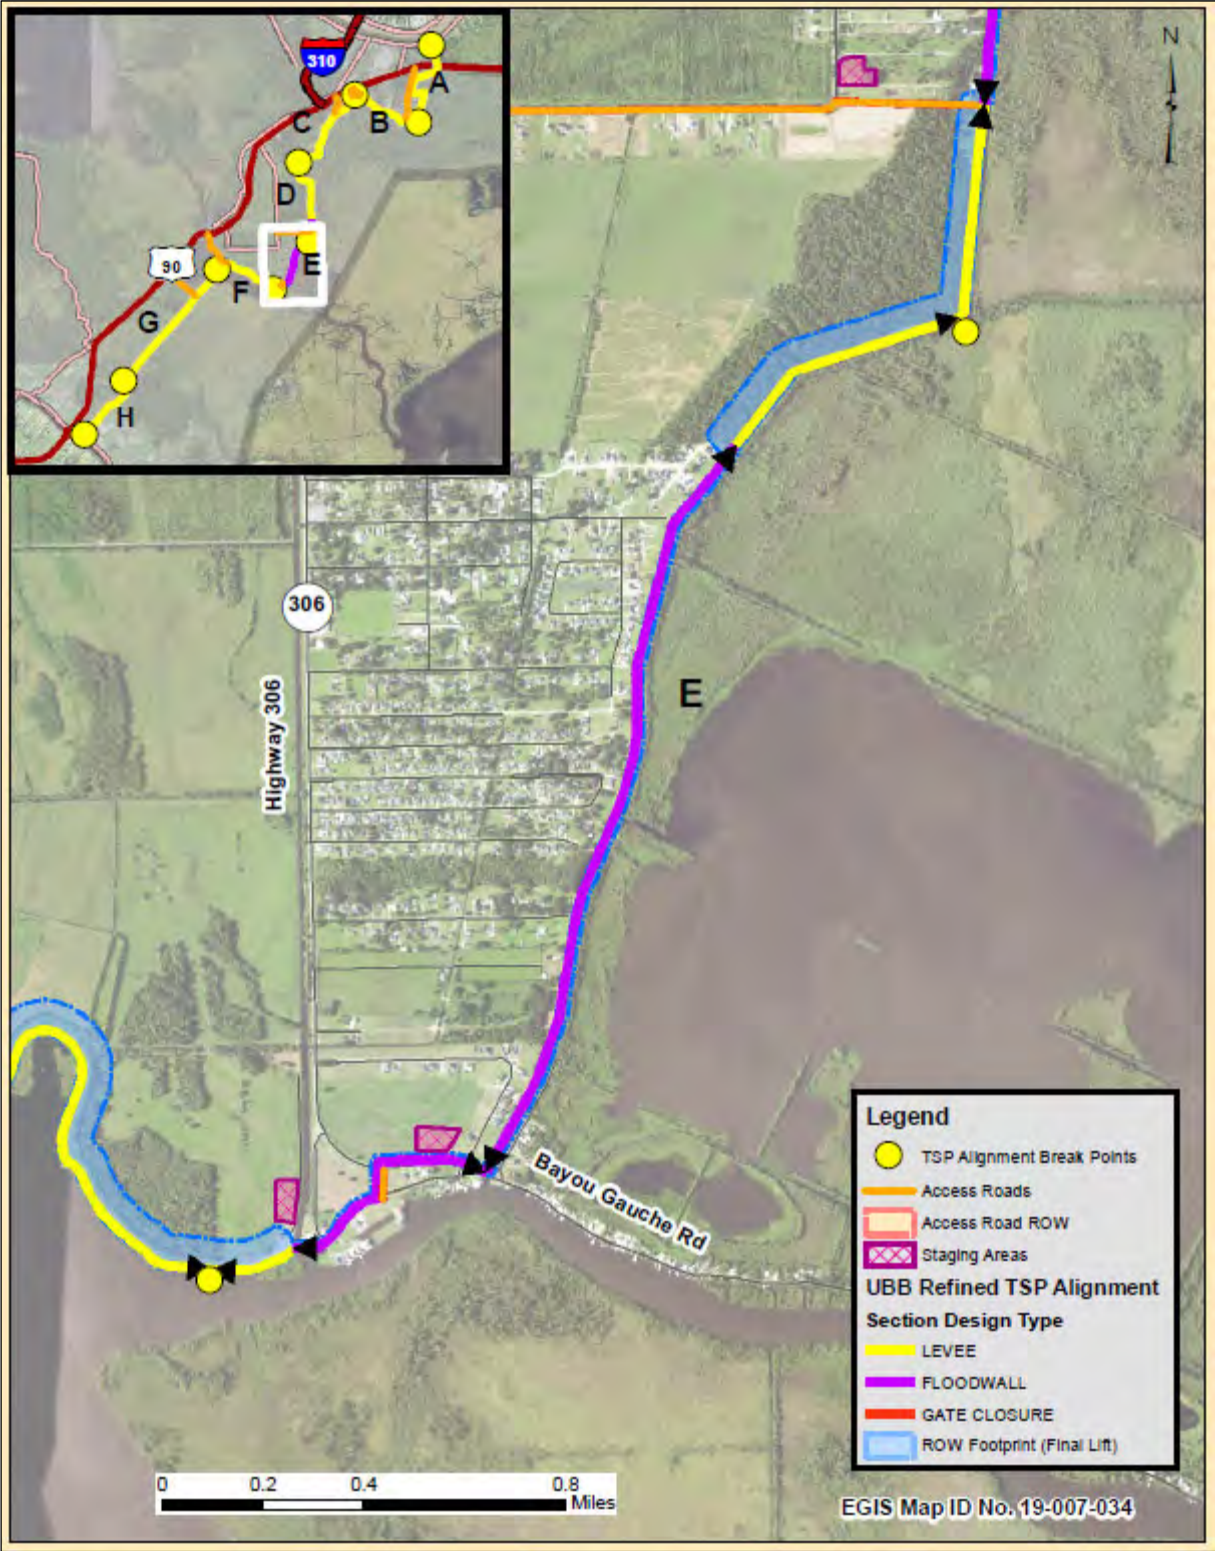 310
A
C
B
D
E
90
F
G
H
N
306
Highway 306
E
Bayou Gauche Rd
Legend
TSP Alignment Break Points
Access Roads
Access Road ROW
Staging Areas
UBB Refined TSP Alignment
Section Design Type
LEVEE
FLOODWALL
GATE CLOSURE
ROW Footprint (Final Lift)
0 0.2 0.4 0.8
Miles
EGIS Map ID No. 19-007-034